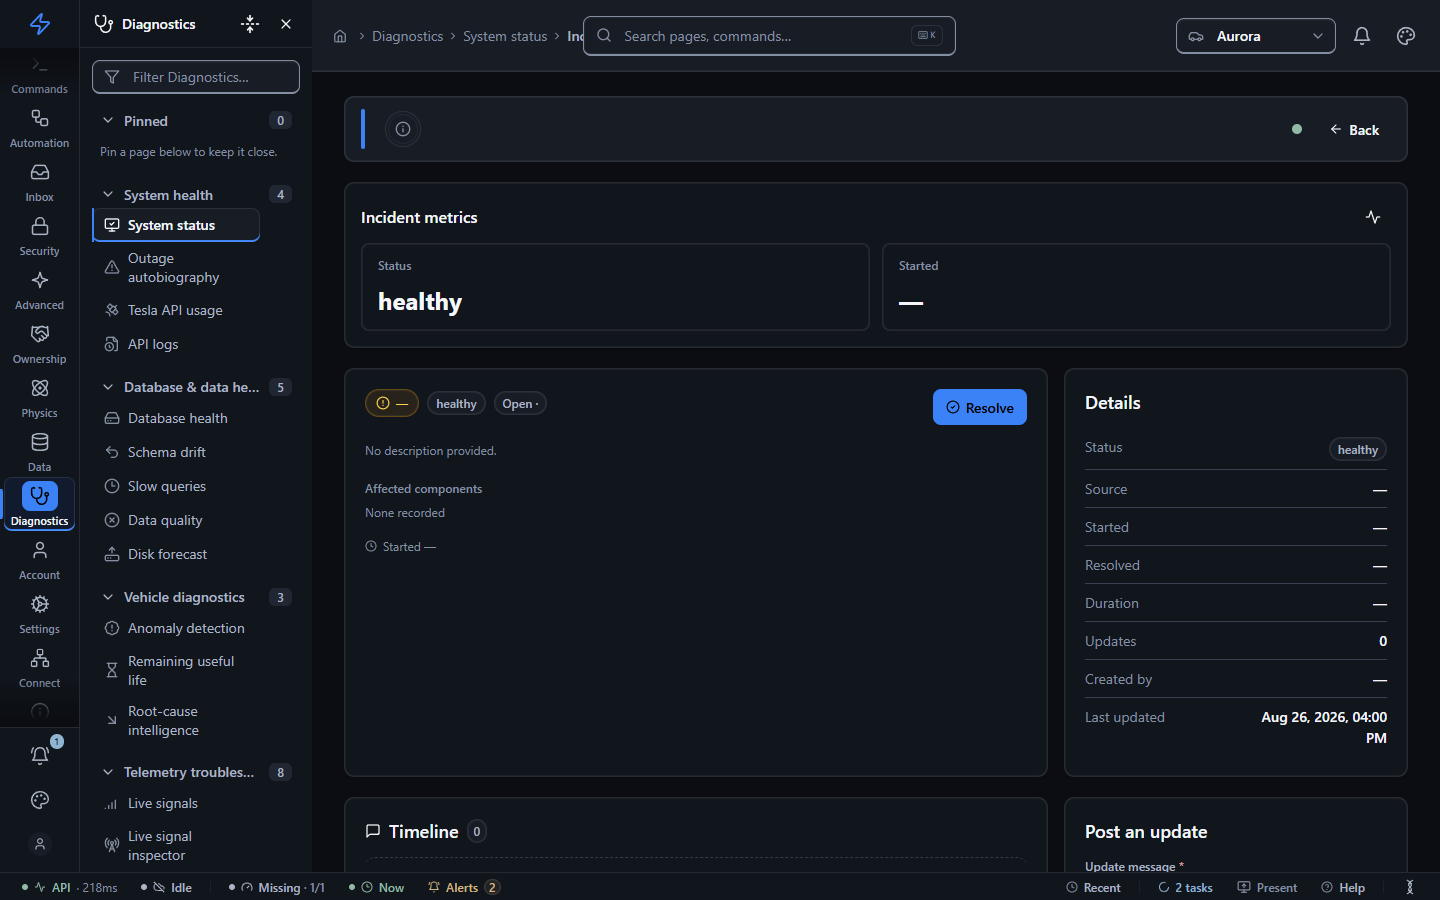 Diagnostics
Diagnostics
System status
Inc
Search pages, commands...
K
Aurora
Commands
Automation
Inbox
Security
Advanced
Ownership
Physics
Data
Diagnostics
Account
Settings
Connect
1
Filter Diagnostics...
Pinned
0
Pin a page below to keep it close.
System health
4
System status
Outage
autobiography
Tesla API usage
API logs
Database & data he...
5
Database health
Schema drift
Slow queries
Data quality
Disk forecast
Vehicle diagnostics
3
Anomaly detection
Remaining useful
life
Root-cause
intelligence
Telemetry troubles...
8
Live signals
Live signal
inspector
Back
Incident metrics
Status
healthy
Started
—
—
healthy
Open ·
Resolve
No description provided.
Affected components
None recorded
Started —
Details
Status
healthy
Source
—
Started
—
Resolved
—
Duration
—
Updates
0
Created by
—
Last updated
Aug 26, 2026, 04:00
PM
Timeline
0
Post an update
Update message *
API · 218ms
Idle
Missing · 1/1
Now
Alerts
2
Recent
2 tasks
Present
Help